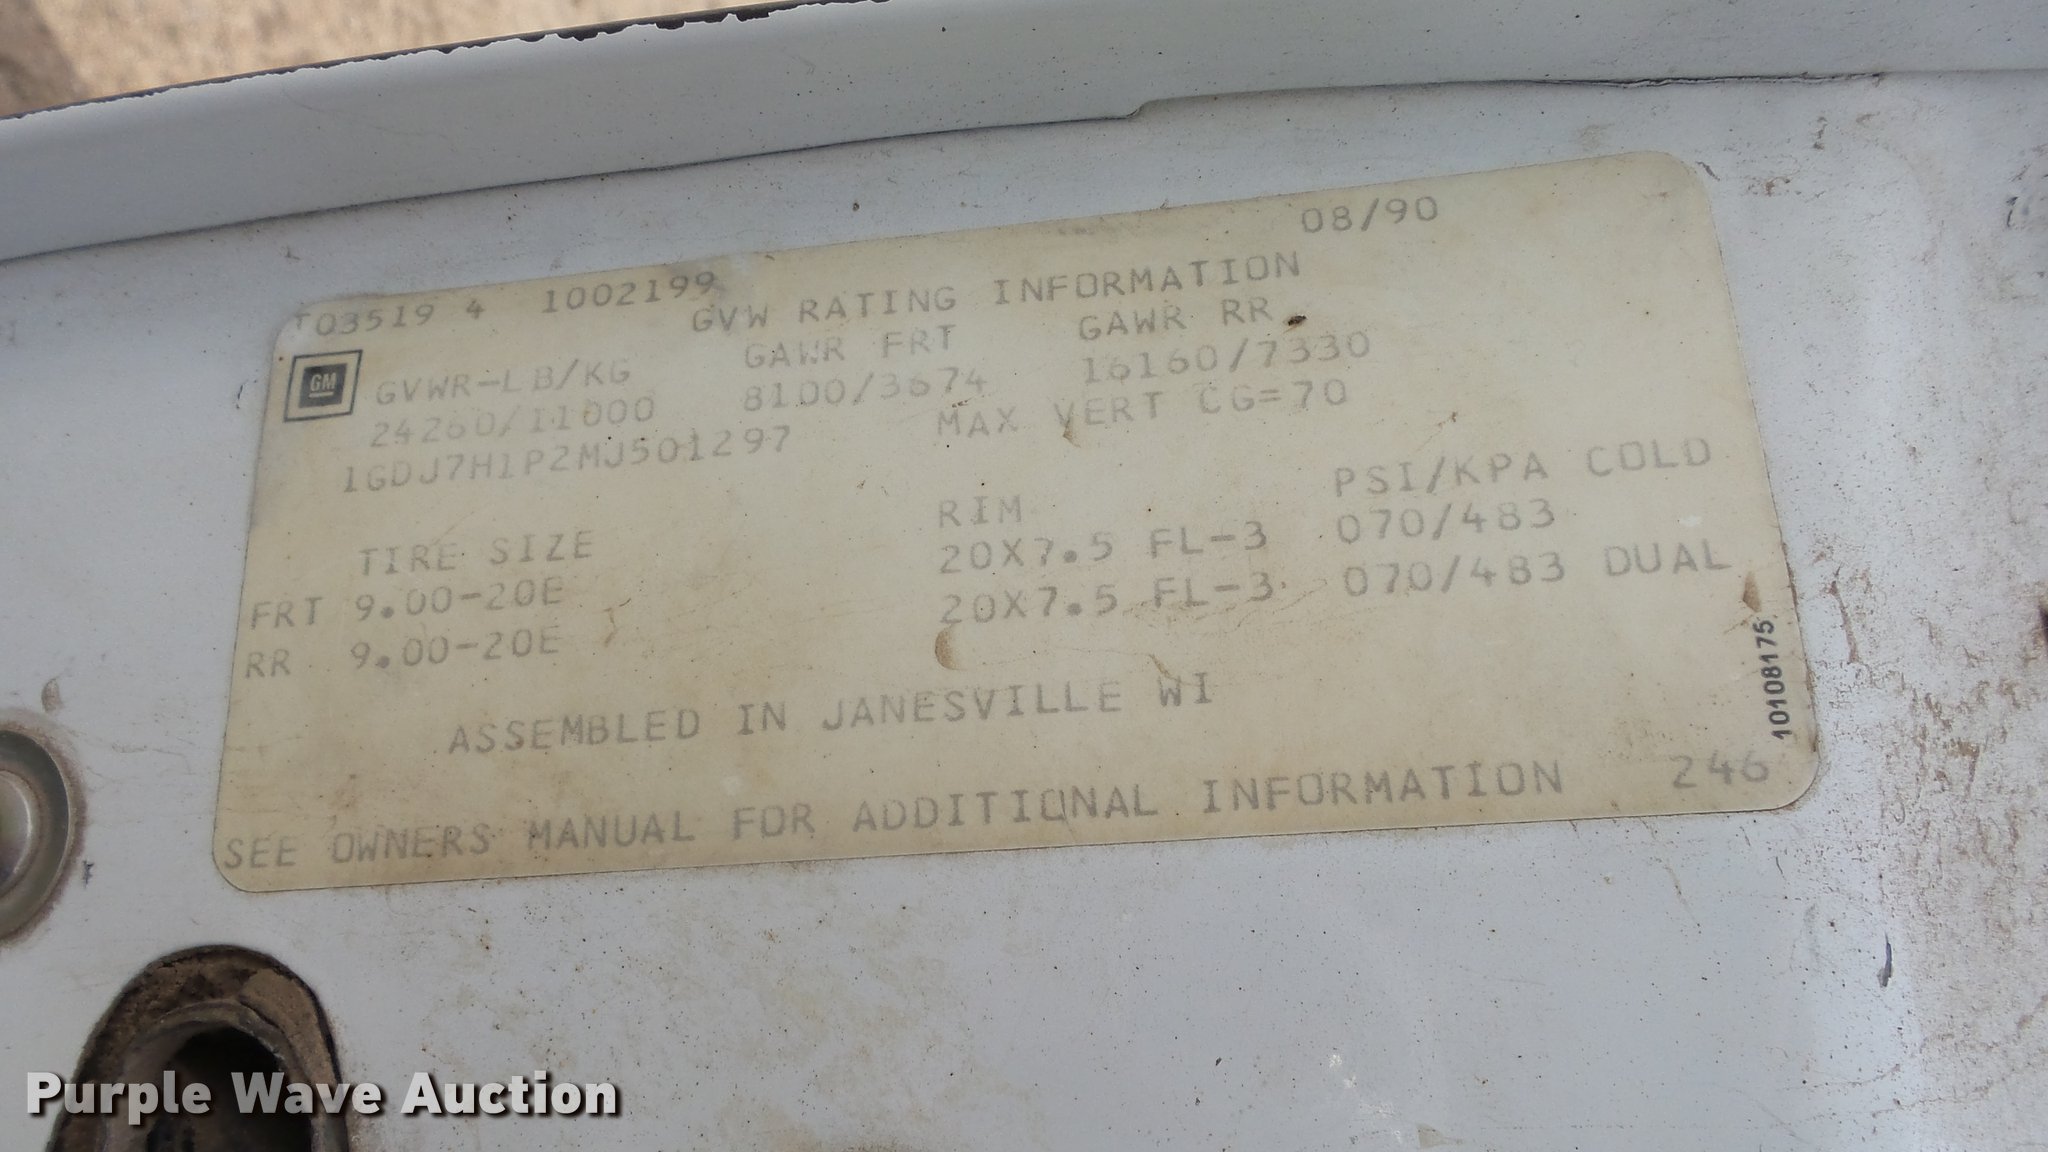 T03519 4 1002199 08/90
GVW RATING INFORMATION
GM GVWR-LB/KG GAWR FRT GAWR RR
24260/11000 8100/3674 16160/7330
1GDJ7H1P2MJ501297 MAX VERT CG=70
TIRE SIZE RIM PSI/KPA COLD
FRT 9.00-20E 20X7.5 FL-3 070/483
RR 9.00-20E 20X7.5 FL-3 070/483 DUAL
ASSEMBLED IN JANESVILLE WI
SEE OWNERS MANUAL FOR ADDITIONAL INFORMATION 246
10108175
Purple Wave Auction